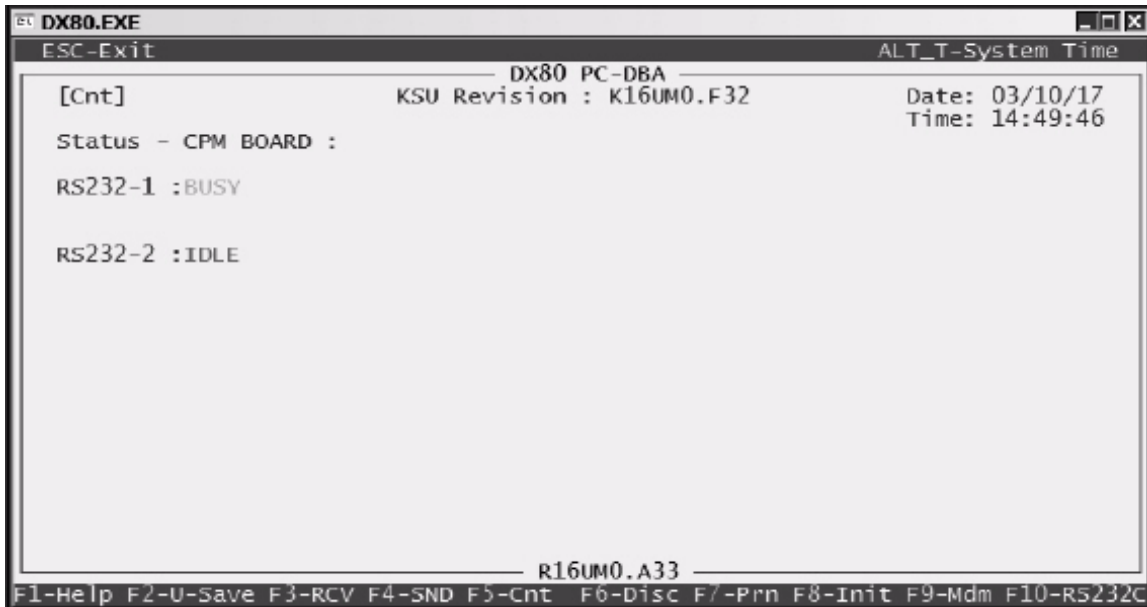 DX80.EXE
ESC-Exit ALT_T-System Time
DX80 PC-DBA
[Cnt] KSU Revision : K16UM0.F32 Date: 03/10/17
Time: 14:49:46
Status - CPM BOARD :
RS232-1 :BUSY
RS232-2 :IDLE
R16UM0.A33
F1-Help F2-U-Save F3-RCV F4-SND F5-Cnt F6-Disc F7-Prn F8-Init F9-Mdm F10-RS232C